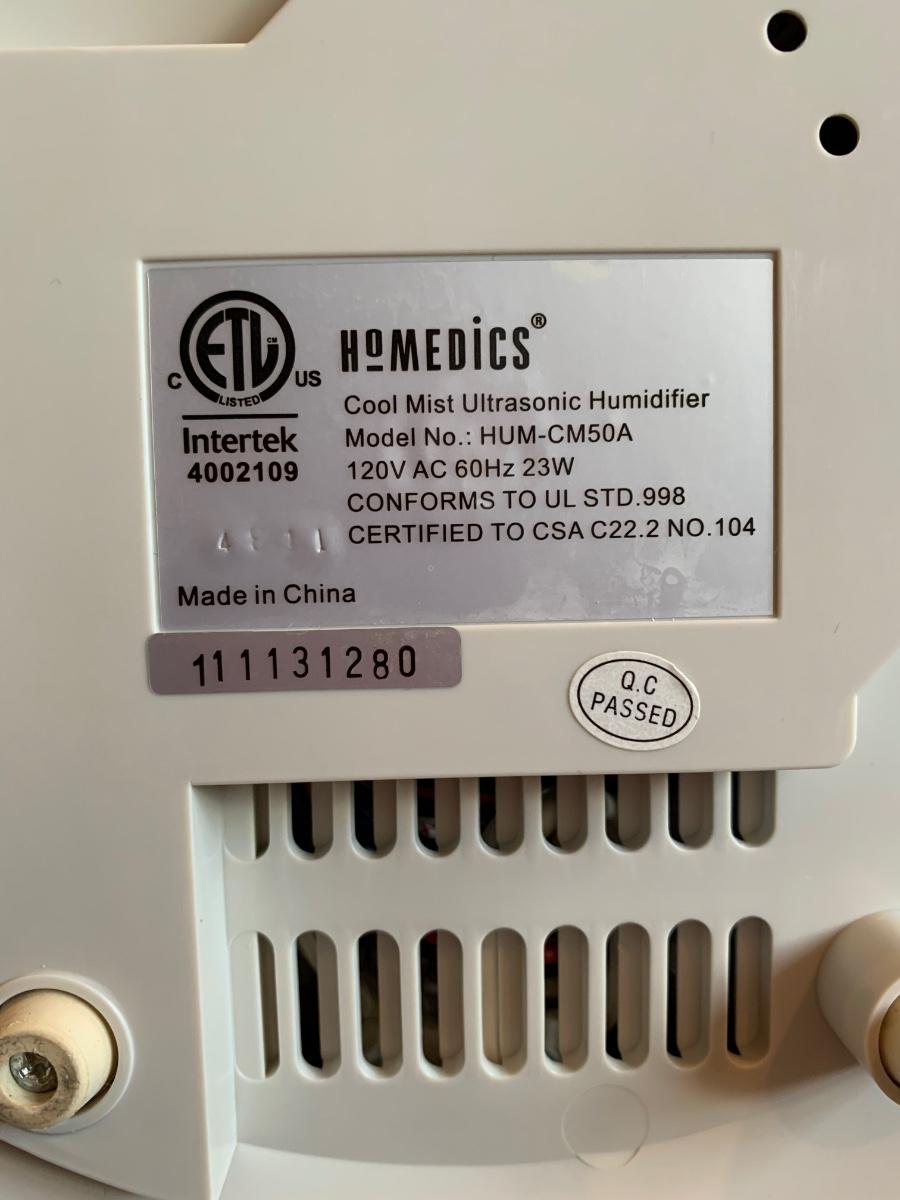 ETL CM
C US
LISTED
Intertek
4002109
HoMEDiCS®
Cool Mist Ultrasonic Humidifier
Model No.: HUM-CM50A
120V AC 60Hz 23W
CONFORMS TO UL STD.998
CERTIFIED TO CSA C22.2 NO.104
Made in China
111131280
Q.C
PASSED